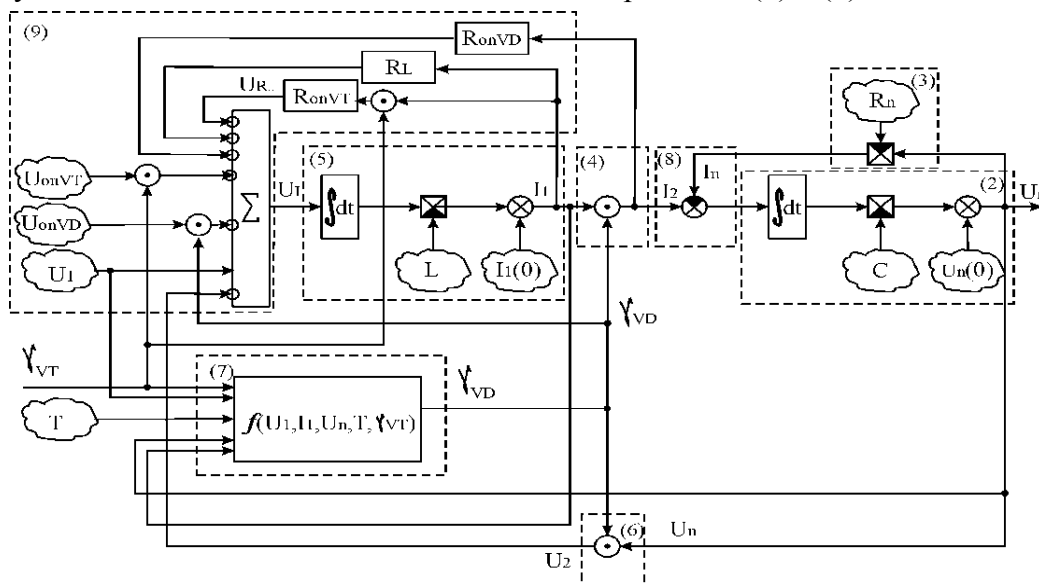 (9)
RonVD
RL
UR..
RonVT
Rn
(3)
UonVT
UonVD
U1
Σ
UL
(5)
∫dt
L
I1
I1(0)
(4)
I2
(8)
In
∫dt
C
(2)
Un(0)
γVD
γVT
T
(7)
f(U1,I1,Un,T,γVT)
γVD
(6)
U2
Un